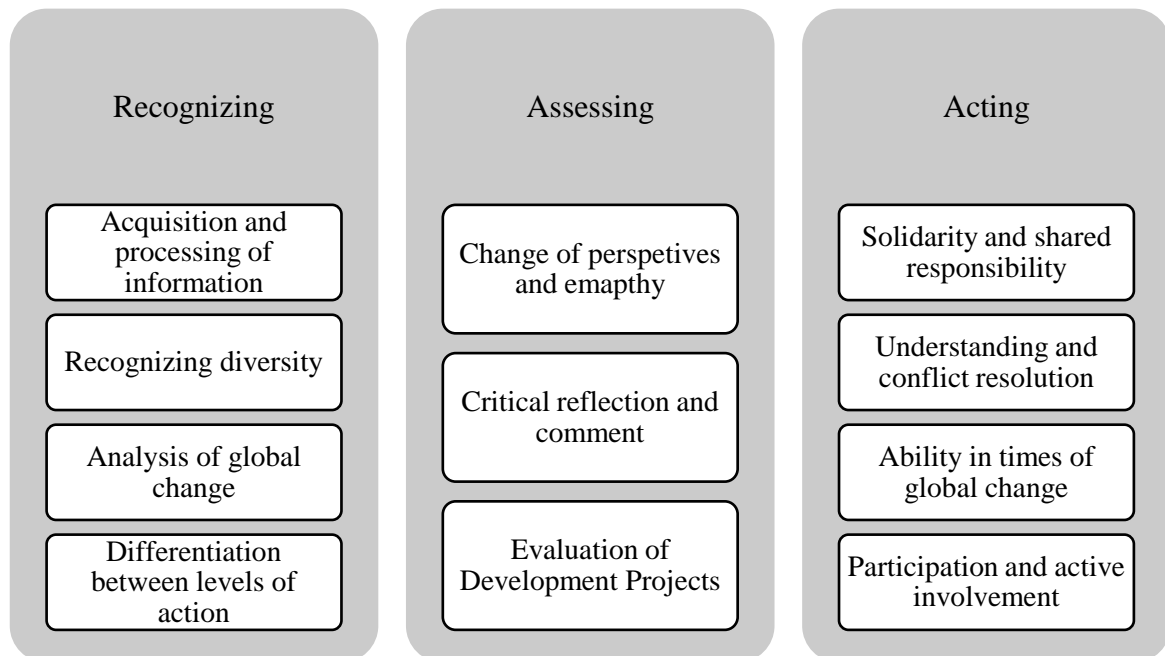 Recognizing
Acquisition and
processing of
information
Recognizing diversity
Analysis of global
change
Differentiation
between levels of
action
Assessing
Change of perspetives
and emapthy
Critical reflection and
comment
Evaluation of
Development Projects
Acting
Solidarity and shared
responsibility
Understanding and
conflict resolution
Ability in times of
global change
Participation and active
involvement